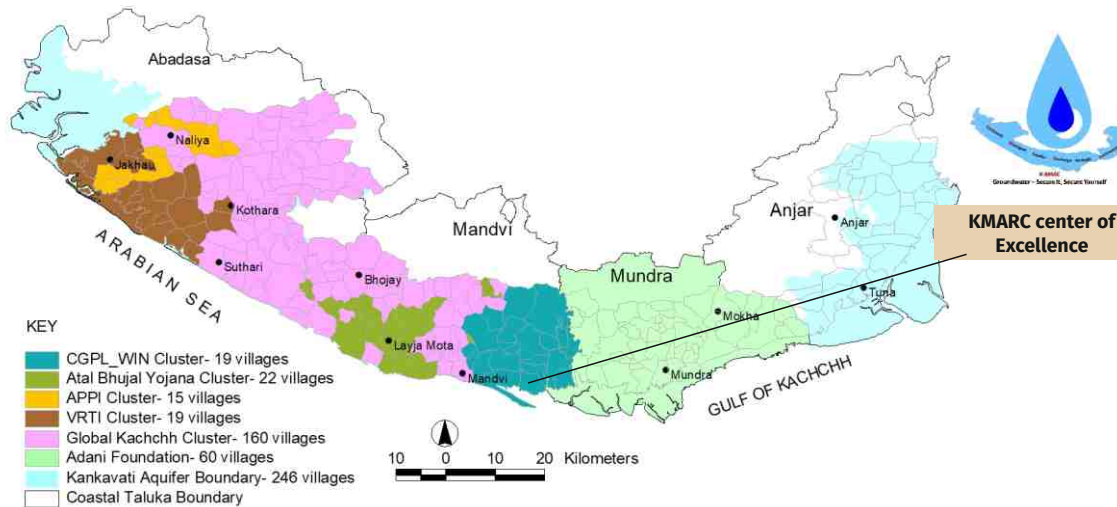 Abadasa
Naliya
Jakhau
Kothara
Suthari
Mandvi
Bhojay
Layja Mota
Mandvi
Mundra
Mokha
Mundra
Anjar
Anjar
Tuna
ARABIAN SEA
GULF OF KACHCHH
KMARC center of
Excellence
Groundwater – Secure It, Secure Yourself
KEY
CGPL_WIN Cluster- 19 villages
Atal Bhujal Yojana Cluster- 22 villages
APPI Cluster- 15 villages
VRTI Cluster- 19 villages
Global Kachchh Cluster- 160 villages
Adani Foundation- 60 villages
Kankavati Aquifer Boundary- 246 villages
Coastal Taluka Boundary
10 0 10 20 Kilometers